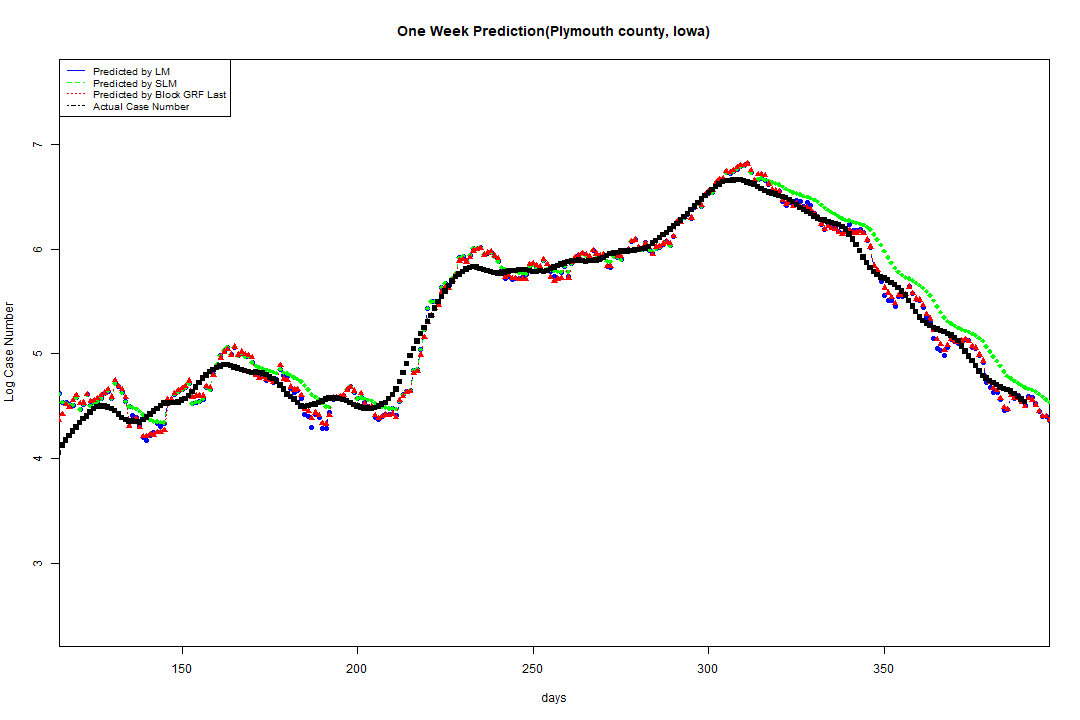 One Week Prediction(Plymouth county, Iowa)
Predicted by LM
Predicted by SLM
Predicted by Block GRF Last
Actual Case Number
7
6
5
4
3
Log Case Number
150 200 250 300 350
days